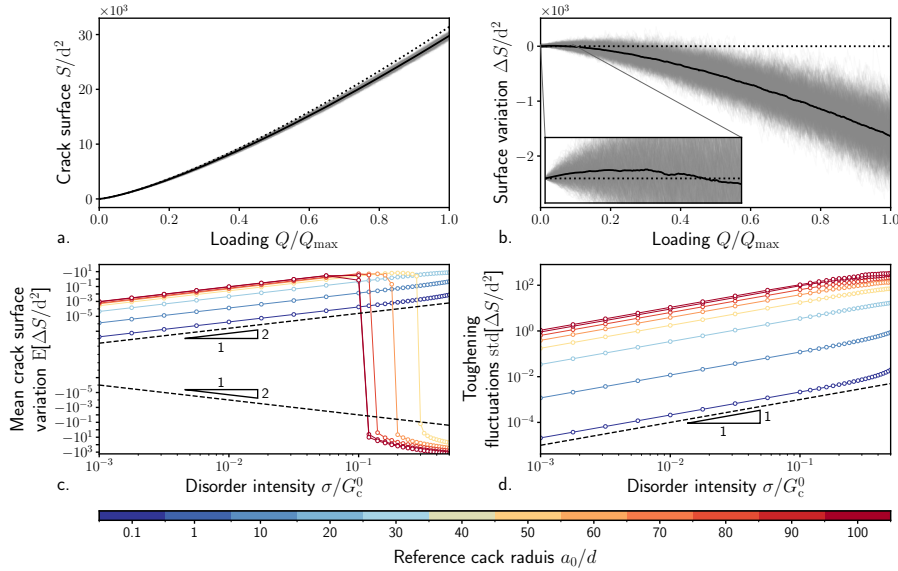 ×10³
30
20
10
0
Crack surface S/d²
0.0 0.2 0.4 0.6 0.8 1.0
a. Loading Q/Q_max
×10³
0
−1
−2
Surface variation ΔS/d²
0.0 0.2 0.4 0.6 0.8 1.0
b. Loading Q/Q_max
−10¹
−10⁻¹
−10⁻³
−10⁻⁵
−10⁻⁵
−10⁻³
−10⁻¹
−10¹
−10³
Mean crack surface
variation E[ΔS/d²]
2
1
1
2
10⁻³ 10⁻² 10⁻¹
c. Disorder intensity σ/G_c⁰
10²
10⁰
10⁻²
10⁻⁴
Toughening
fluctuations std[ΔS/d²]
1
1
10⁻³ 10⁻² 10⁻¹
d. Disorder intensity σ/G_c⁰
0.1 1 10 20 30 40 50 60 70 80 90 100
Reference cack raduis a₀/d